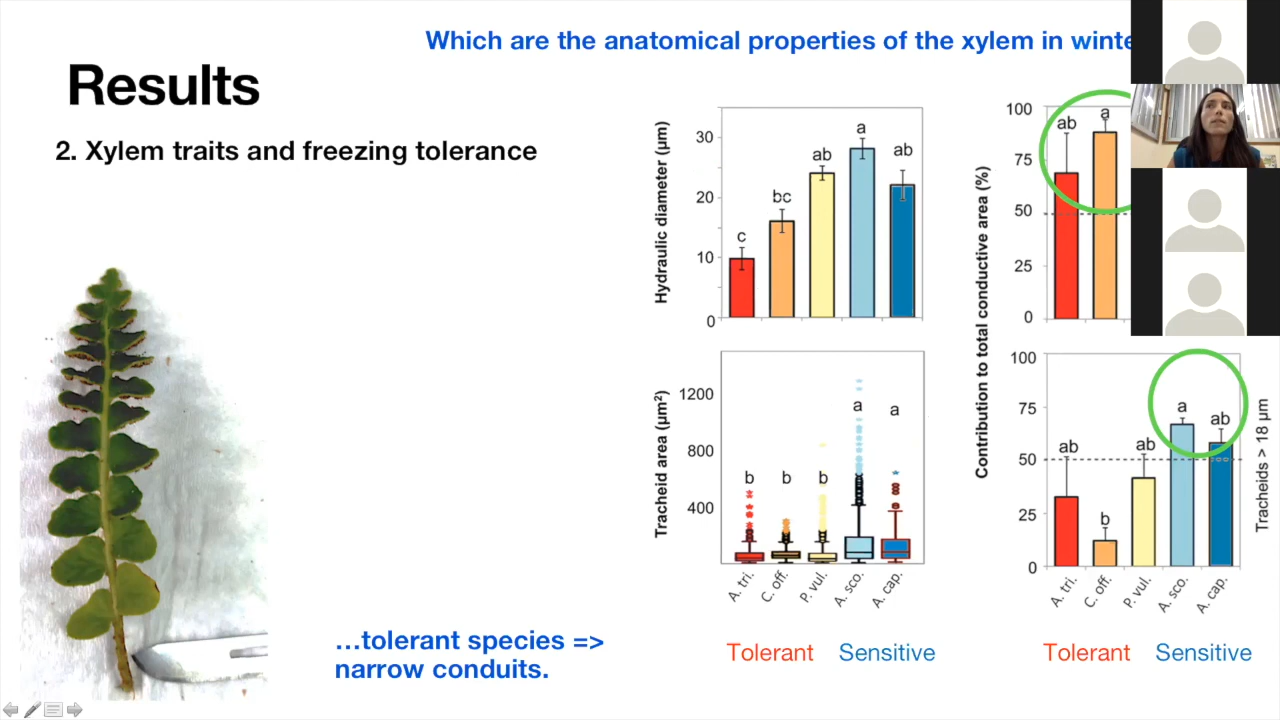 Which are the anatomical properties of the xylem in winte
Results
2. Xylem traits and freezing tolerance
Hydraulic diameter (µm)
30
20
10
0
c
bc
ab
a
ab
Contribution to total conductive area (%)
100
75
50
25
0
ab
a
Tracheid area (µm²)
1200
800
400
b
b
b
a
a
A. tri.
C. off.
P. vul.
A. sco.
A. cap.
100
75
50
25
0
ab
b
ab
a
ab
Tracheids > 18 µm
A. tri.
C. off.
P. vul.
A. sco.
A. cap.
…tolerant species =>
narrow conduits.
Tolerant Sensitive
Tolerant Sensitive